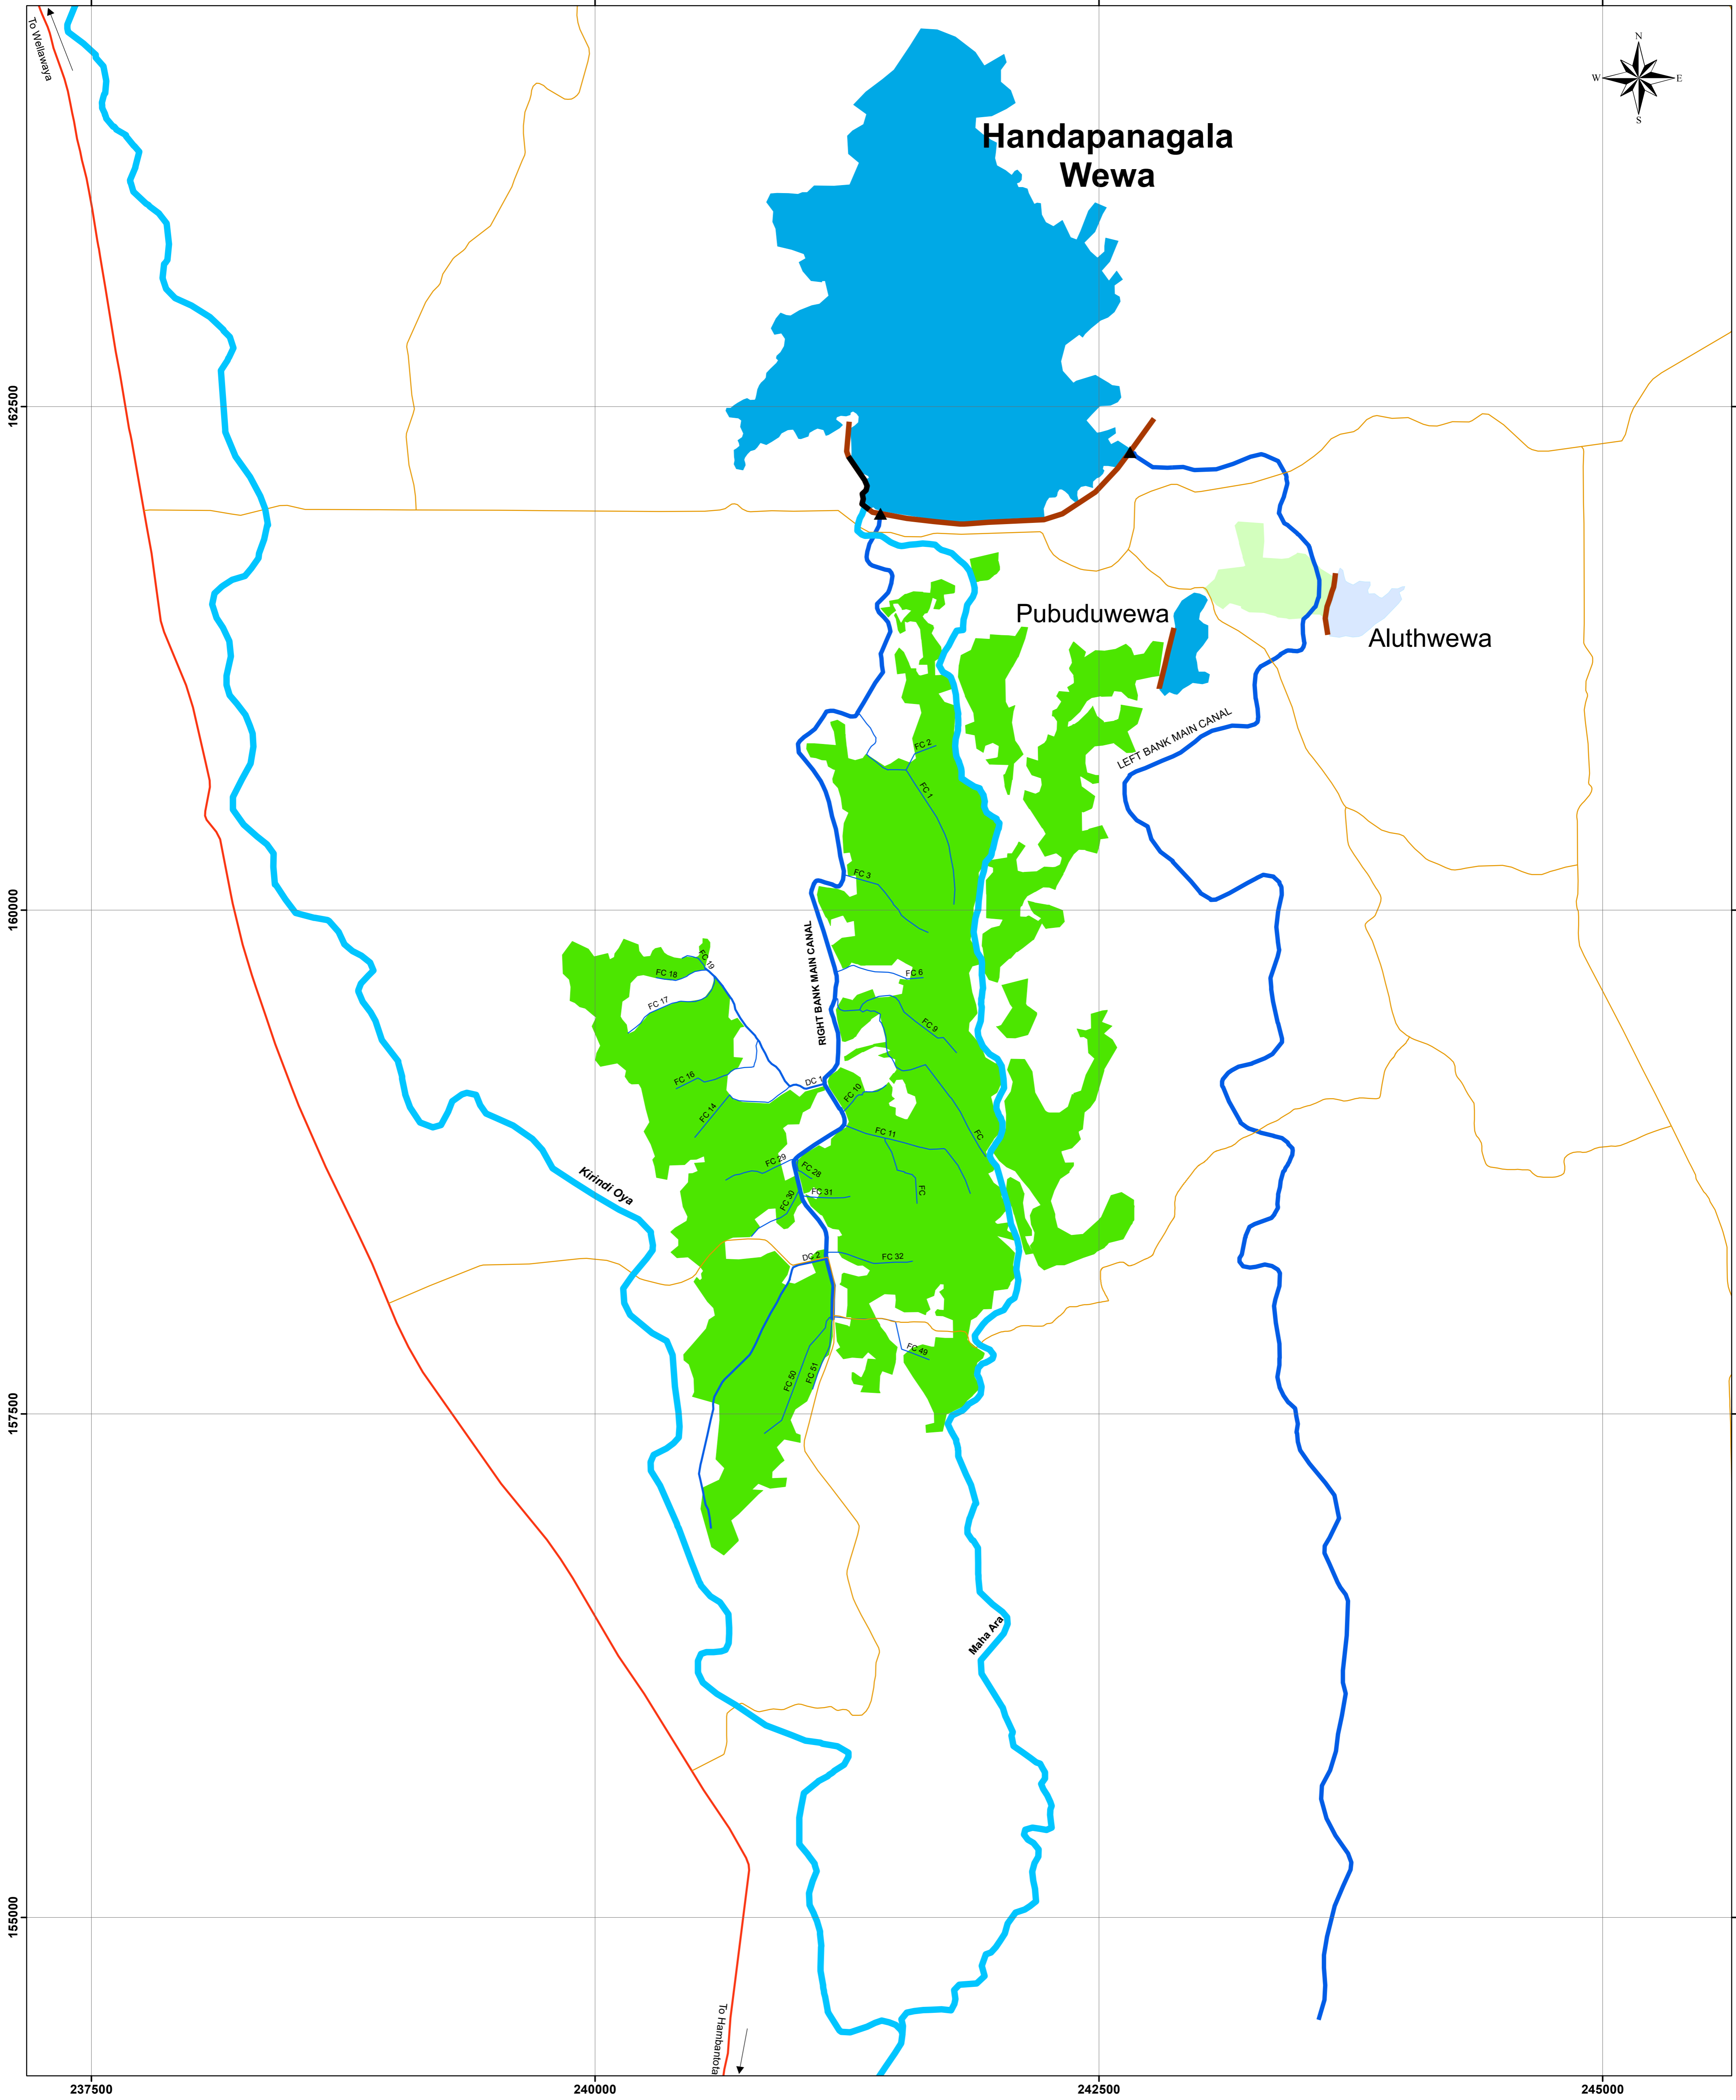 To Wellawaya
N
W
E
S
Handapanagala
Wewa
162500
Pubuduwewa
Aluthwewa
LEFT BANK MAIN CANAL
FC 2
FC 1
FC 3
160000
RIGHT BANK MAIN CANAL
FC 19
FC 18
FC 6
FC 17
FC 9
FC 16
DC 1
FC 10
FC 14
FC 11
FC
FC 29
FC 28
Kirindi Oya
FC 30
FC 31
FC
DC 2
FC 32
FC 49
FC 50
FC 51
157500
Maha Ara
155000
To Hambantota
237500
240000
242500
245000